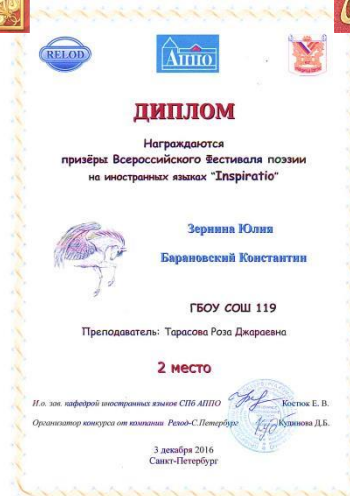 RELOD
АППО
ДИПЛОМ
Награждаются
призёры Всероссийского Фестиваля поэзии
на иностранных языках "Inspiratio"
Зернина Юлия
Барановский Константин
ГБОУ СОШ 119
Преподаватель: Тарасова Роза Джараевна
2 место
И.о. зав. кафедрой иностранных языков СПб АППО Костюк Е. В.
Организатор конкурса от компании Релод-С.Петербург Кудинова Д.Б.
3 декабря 2016
Санкт-Петербург